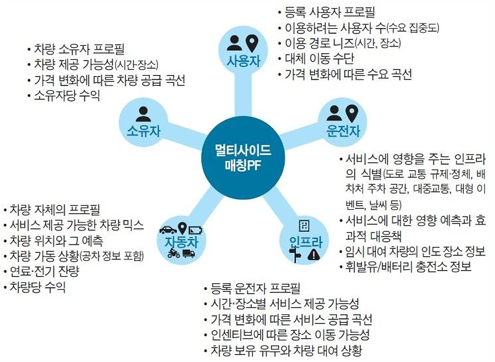 • 등록 사용자 프로필
• 이용하려는 사용자 수(수요 집중도)
• 이용 경로 니즈(시간, 장소)
• 대체 이동 수단
• 가격 변화에 따른 수요 곡선
사용자
• 차량 소유자 프로필
• 차량 제공 가능성(시간·장소)
• 가격 변화에 따른 차량 공급 곡선
• 소유자당 수익
소유자
운전자
멀티사이드
매칭PF
• 서비스에 영향을 주는 인프라
의 식별(도로 교통 규제·정체, 배
차처 주차 공간, 대중교통, 대형 이
벤트, 날씨 등)
• 서비스에 대한 영향 예측과 효
과적 대응책
• 임시 대여 차량의 인도 장소 정보
• 휘발유/배터리 충전소 정보
• 차량 자체의 프로필
• 서비스 제공 가능한 차량 믹스
• 차량 위치와 그 예측
• 차량 가동 상황(공차 정보 포함)
• 연료·전기 잔량
• 차량당 수익
자동차
인프라
• 등록 운전자 프로필
• 시간·장소별 서비스 제공 가능성
• 가격 변화에 따른 서비스 공급 곡선
• 인센티브에 따른 장소 이동 가능성
• 차량 보유 유무와 차량 대여 상황